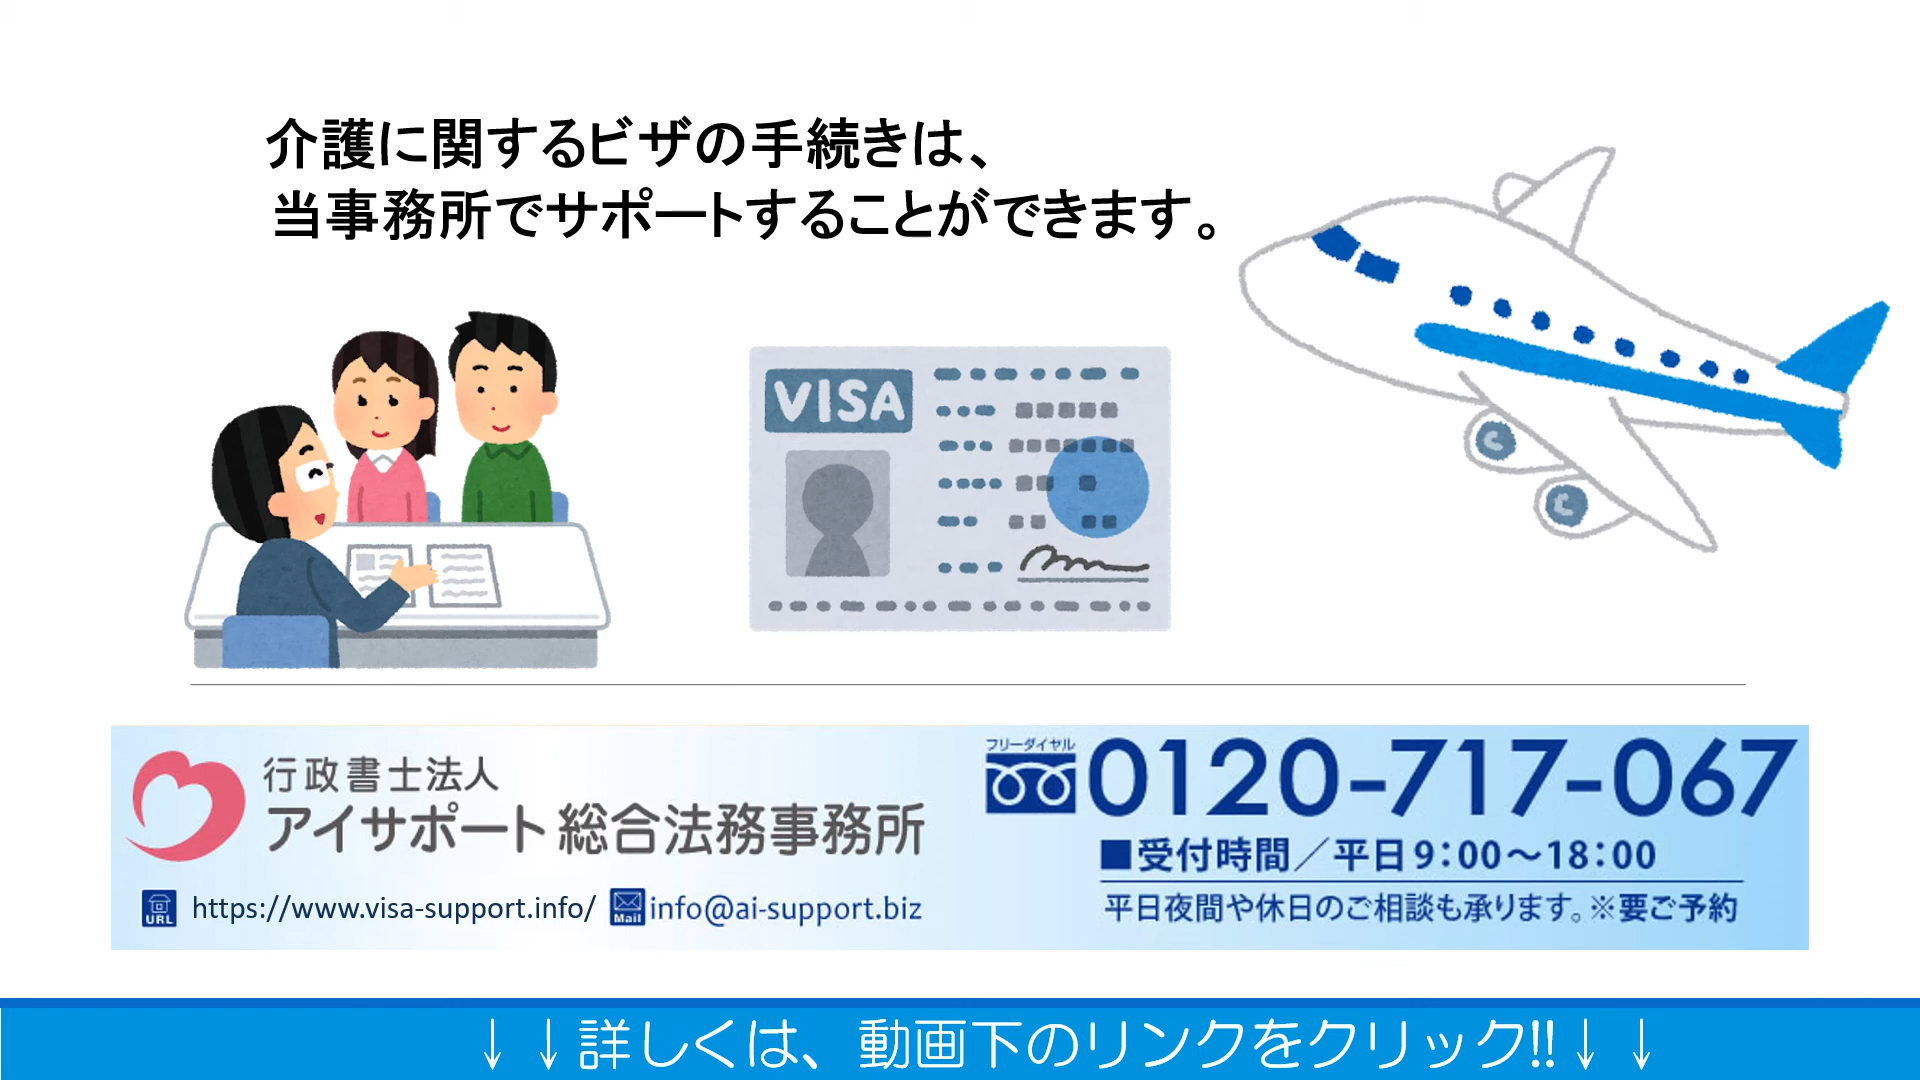 介護に関するビザの手続きは、
当事務所でサポートすることができます。
VISA
行政書士法人
アイサポート総合法務事務所
URL https://www.visa-support.info/ Mail info@ai-support.biz
フリーダイヤル
0120-717-067
■受付時間／平日9：00～18：00
平日夜間や休日のご相談も承ります。※要ご予約
↓↓詳しくは、動画下のリンクをクリック!!↓↓